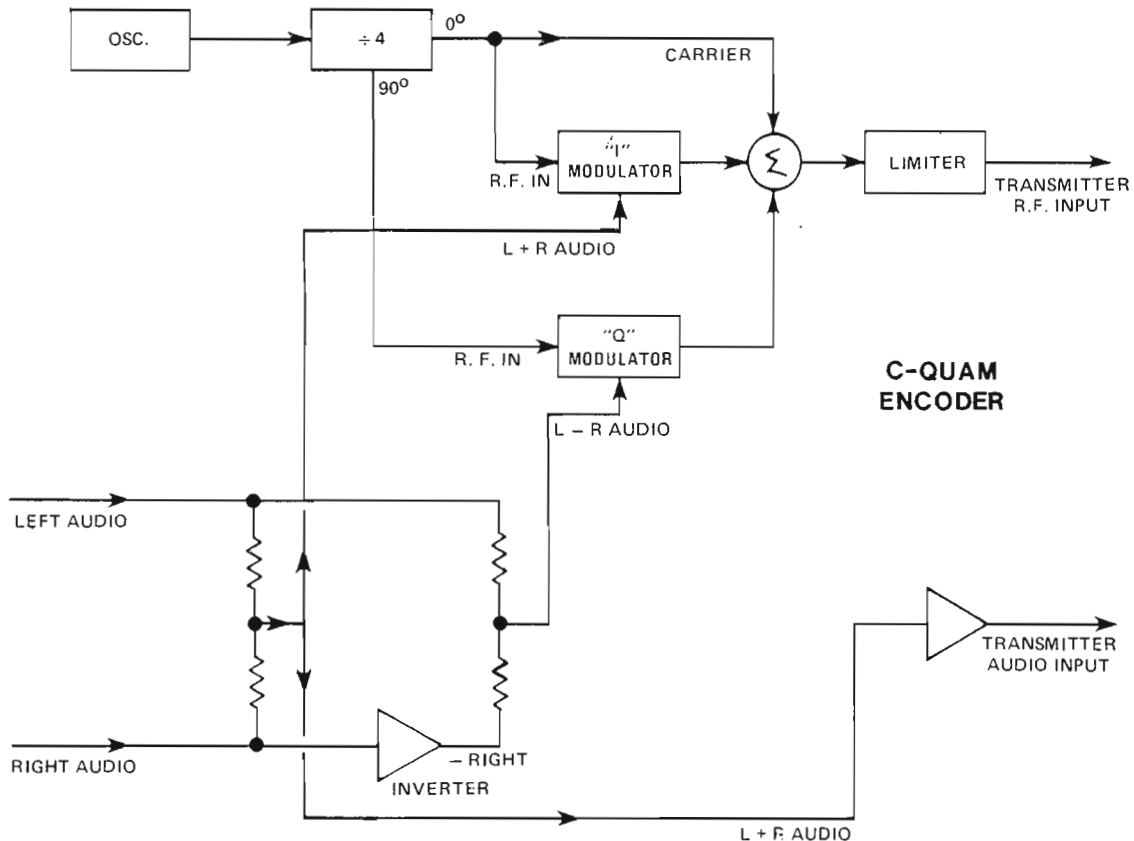 OSC.
÷4
0°
90°
CARRIER
"I"
MODULATOR
R.F. IN
Σ
LIMITER
TRANSMITTER
R.F. INPUT
L + R AUDIO
"Q"
MODULATOR
R. F. IN
L – R AUDIO
C-QUAM
ENCODER
LEFT AUDIO
TRANSMITTER
AUDIO INPUT
RIGHT AUDIO
– RIGHT
INVERTER
L + R AUDIO